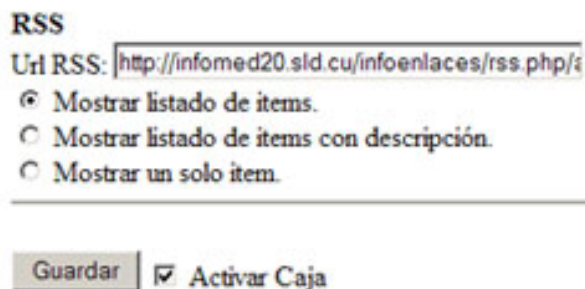 RSS
Url RSS: http://infomed20.sld.cu/infoenlaces/rss.php/a
Mostrar listado de items.
Mostrar listado de items con descripción.
Mostrar un solo item.
Guardar Activar Caja